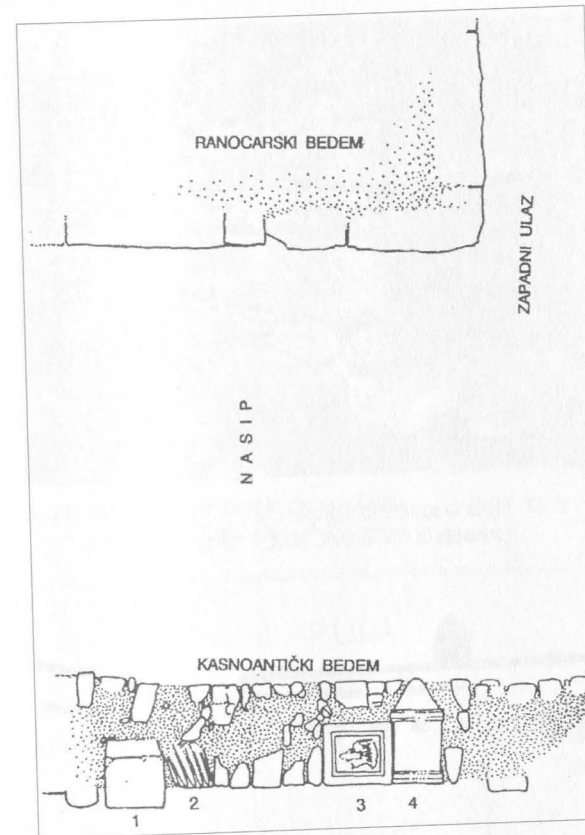 RANOCARSKI BEDEM
ZAPADNI ULAZ
NASIP
KASNOANTIČKI BEDEM
1
2
3
4